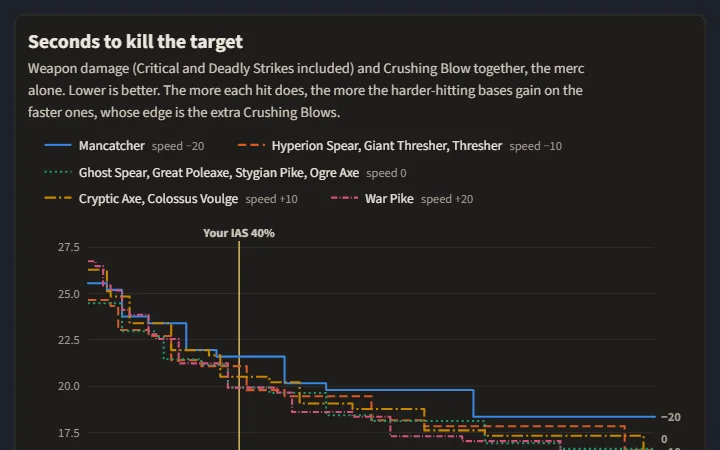 Seconds to kill the target
Weapon damage (Critical and Deadly Strikes included) and Crushing Blow together, the merc
alone. Lower is better. The more each hit does, the more the harder-hitting bases gain on the
faster ones, whose edge is the extra Crushing Blows.
Mancatcher speed −20
Hyperion Spear, Giant Thresher, Thresher speed −10
Ghost Spear, Great Poleaxe, Stygian Pike, Ogre Axe speed 0
Cryptic Axe, Colossus Voulge speed +10
War Pike speed +20
Your IAS 40%
27.5
25.0
22.5
20.0
17.5
−20
0